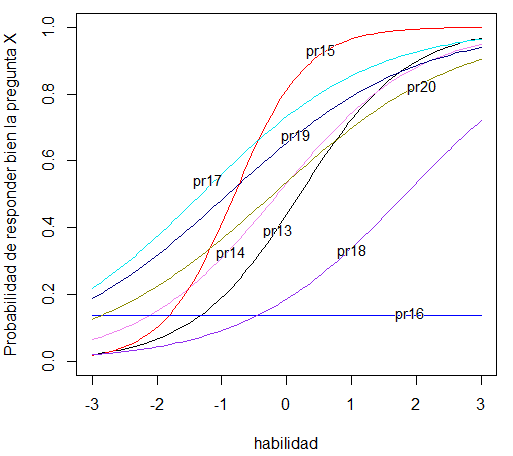 Probabilidad de responder bien la pregunta X
1.0
0.8
0.6
0.4
0.2
0.0
pr15
pr20
pr19
pr17
pr13
pr14
pr18
pr16
-3 -2 -1 0 1 2 3
habilidad